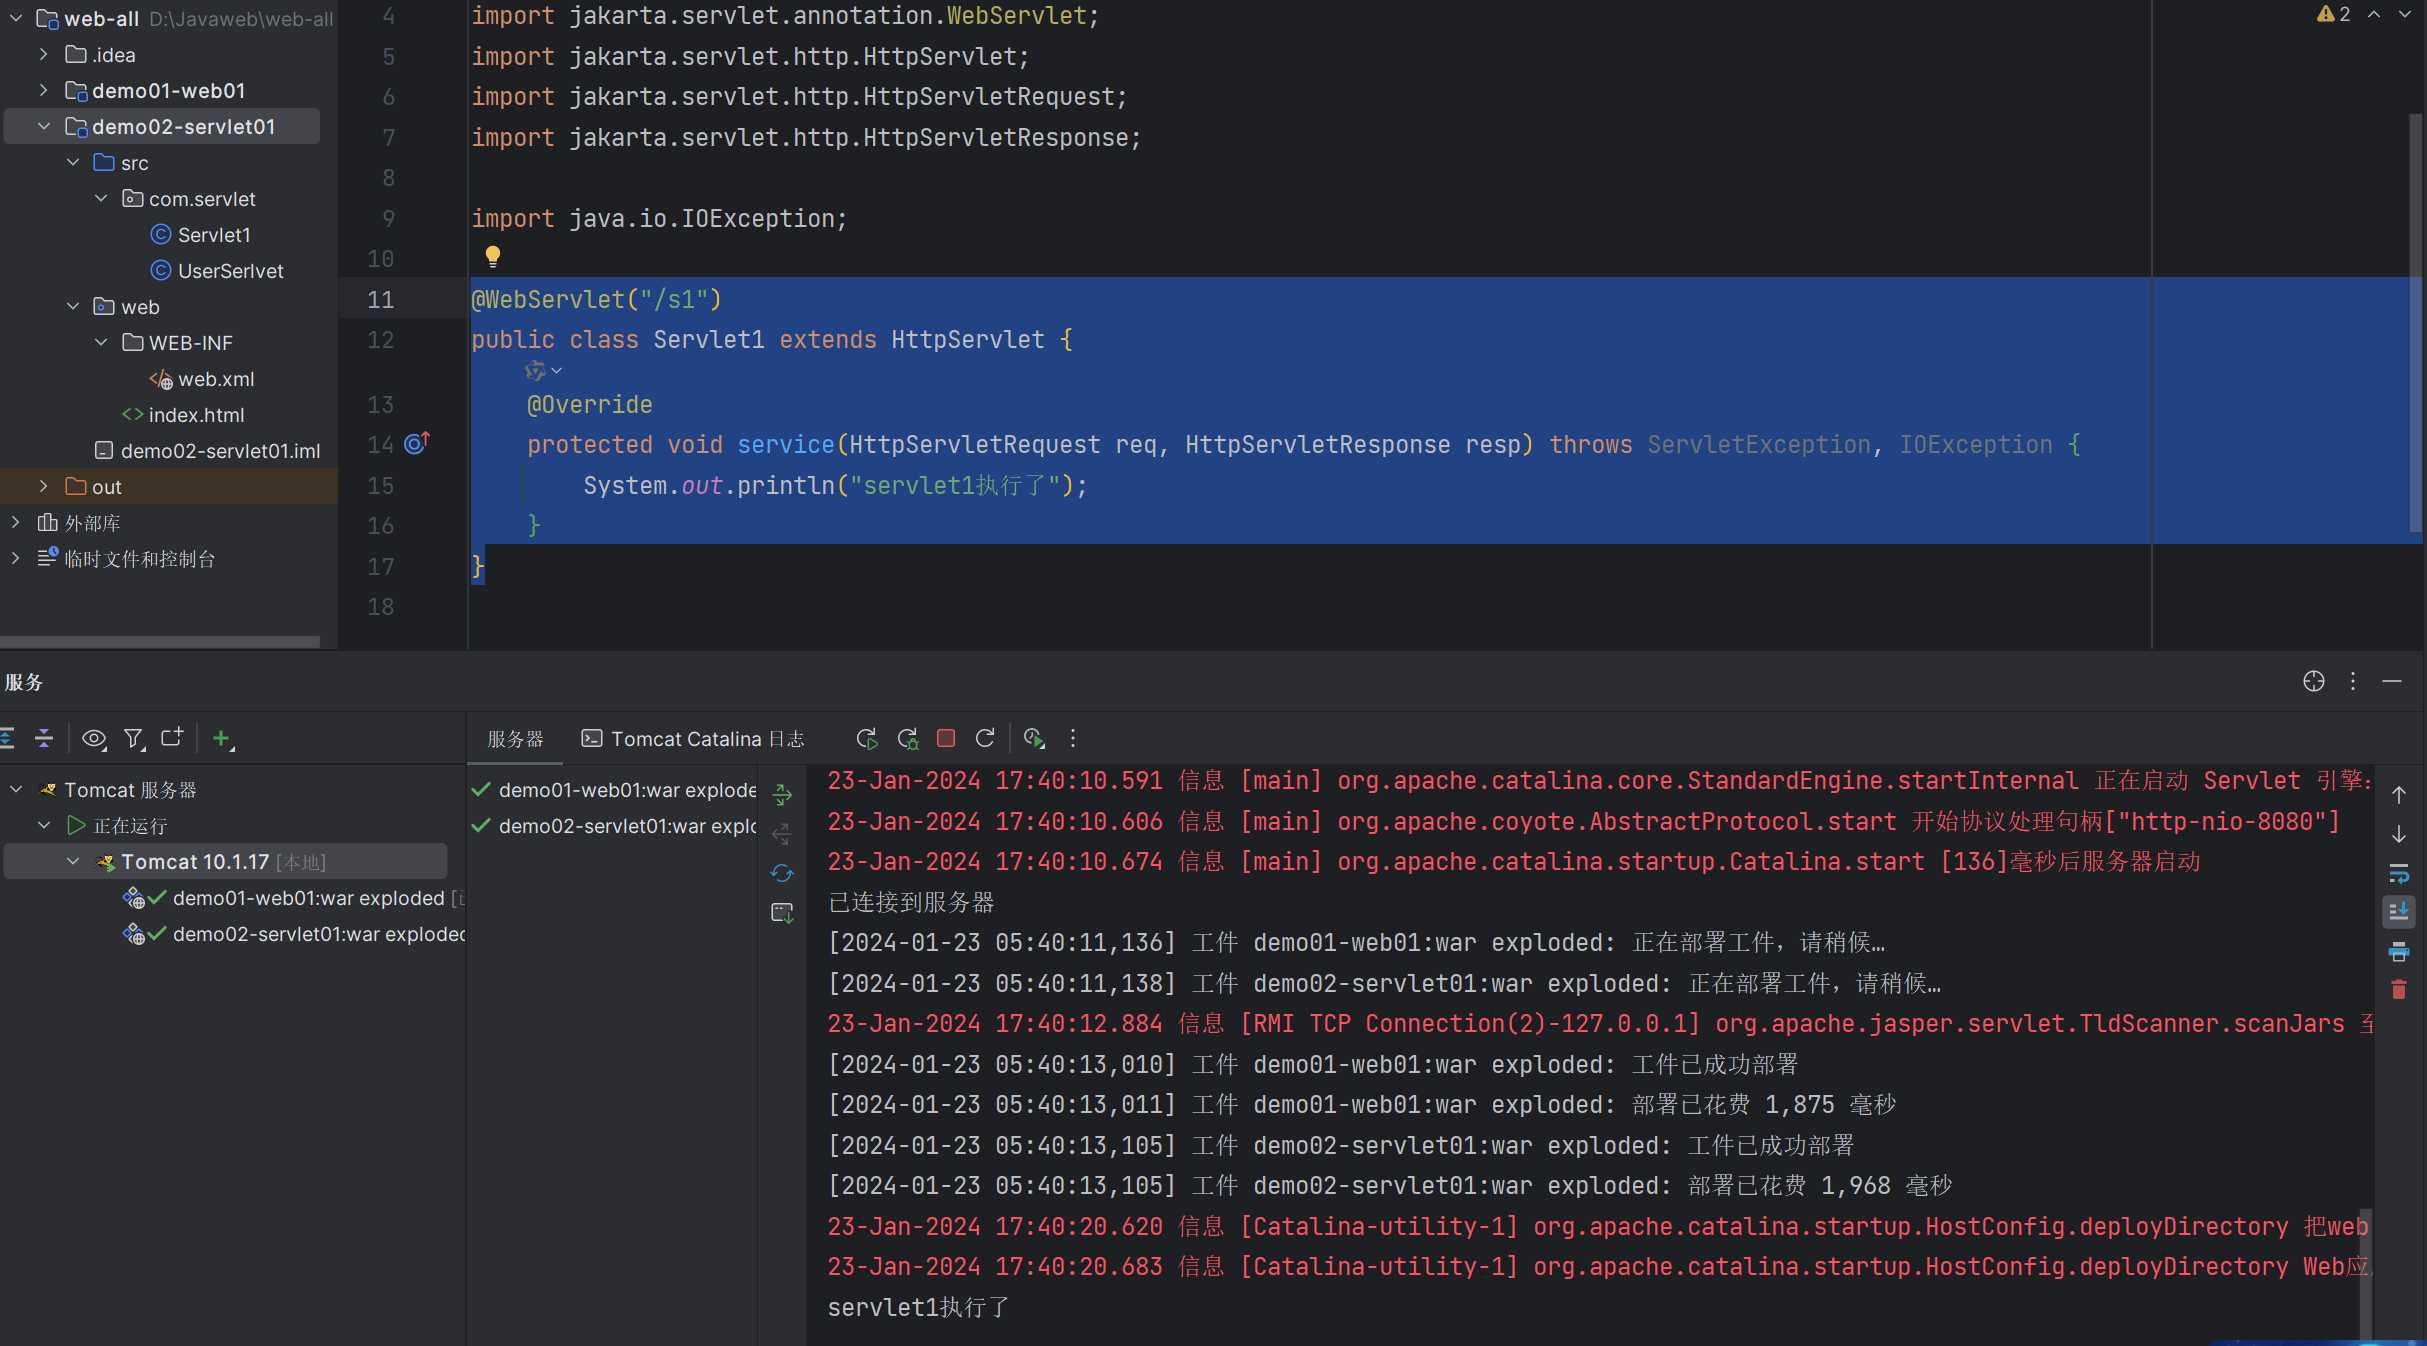 web-all D:\Javaweb\web-all
.idea
demo01-web01
demo02-servlet01
src
com.servlet
Servlet1
UserSerlvet
web
WEB-INF
web.xml
index.html
demo02-servlet01.iml
out
外部库
临时文件和控制台
2
4 import jakarta.servlet.annotation.WebServlet;
5 import jakarta.servlet.http.HttpServlet;
6 import jakarta.servlet.http.HttpServletRequest;
7 import jakarta.servlet.http.HttpServletResponse;
8
9 import java.io.IOException;
10
11 @WebServlet("/s1")
12 public class Servlet1 extends HttpServlet {
13 @Override
14 protected void service(HttpServletRequest req, HttpServletResponse resp) throws ServletException, IOException {
15 System.out.println("servlet1执行了");
16 }
17 }
18
服务
服务器 Tomcat Catalina 日志
Tomcat 服务器
正在运行
Tomcat 10.1.17 [本地]
demo01-web01:war exploded [
demo02-servlet01:war exploded
demo01-web01:war explode
demo02-servlet01:war explo
23-Jan-2024 17:40:10.591 信息 [main] org.apache.catalina.core.StandardEngine.startInternal 正在启动 Servlet 引擎:
23-Jan-2024 17:40:10.606 信息 [main] org.apache.coyote.AbstractProtocol.start 开始协议处理句柄["http-nio-8080"]
23-Jan-2024 17:40:10.674 信息 [main] org.apache.catalina.startup.Catalina.start [136]毫秒后服务器启动
已连接到服务器
[2024-01-23 05:40:11,136] 工件 demo01-web01:war exploded: 正在部署工件，请稍候…
[2024-01-23 05:40:11,138] 工件 demo02-servlet01:war exploded: 正在部署工件，请稍候…
23-Jan-2024 17:40:12.884 信息 [RMI TCP Connection(2)-127.0.0.1] org.apache.jasper.servlet.TldScanner.scanJars 至
[2024-01-23 05:40:13,010] 工件 demo01-web01:war exploded: 工件已成功部署
[2024-01-23 05:40:13,011] 工件 demo01-web01:war exploded: 部署已花费 1,875 毫秒
[2024-01-23 05:40:13,105] 工件 demo02-servlet01:war exploded: 工件已成功部署
[2024-01-23 05:40:13,105] 工件 demo02-servlet01:war exploded: 部署已花费 1,968 毫秒
23-Jan-2024 17:40:20.620 信息 [Catalina-utility-1] org.apache.catalina.startup.HostConfig.deployDirectory 把web
23-Jan-2024 17:40:20.683 信息 [Catalina-utility-1] org.apache.catalina.startup.HostConfig.deployDirectory Web应
servlet1执行了